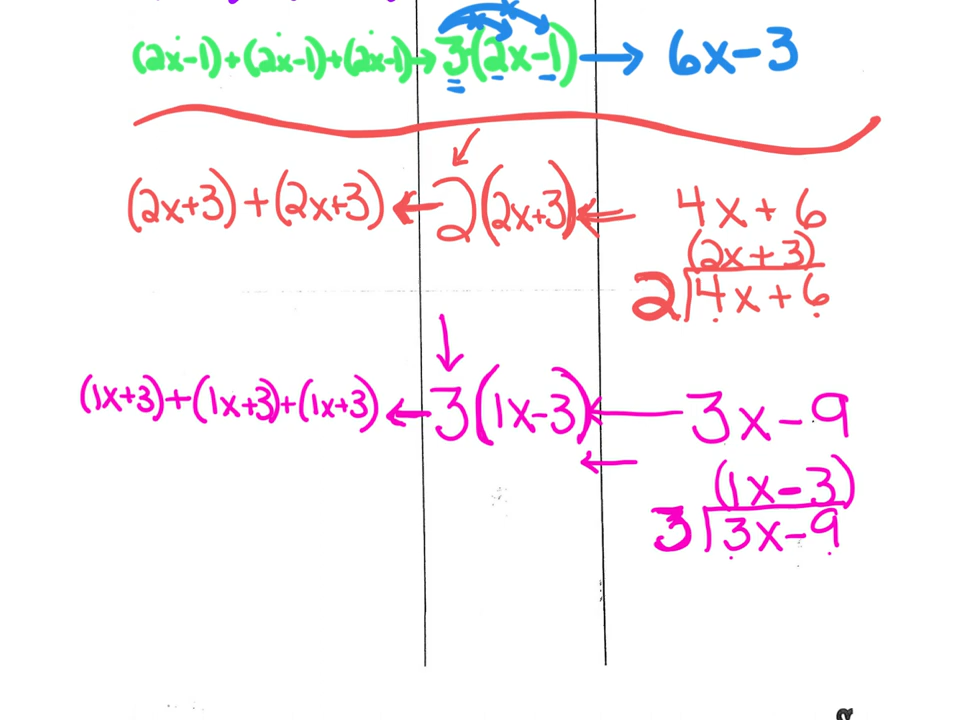 (2x-1)+(2x-1)+(2x-1)→3(2x-1)→6x-3
(2x+3)+(2x+3)←2(2x+3)←4x+6
(2x+3)
2 4x+6
(1x+3)+(1x+3)+(1x+3)←3(1x-3)←3x-9
(1x-3)
3 3x-9